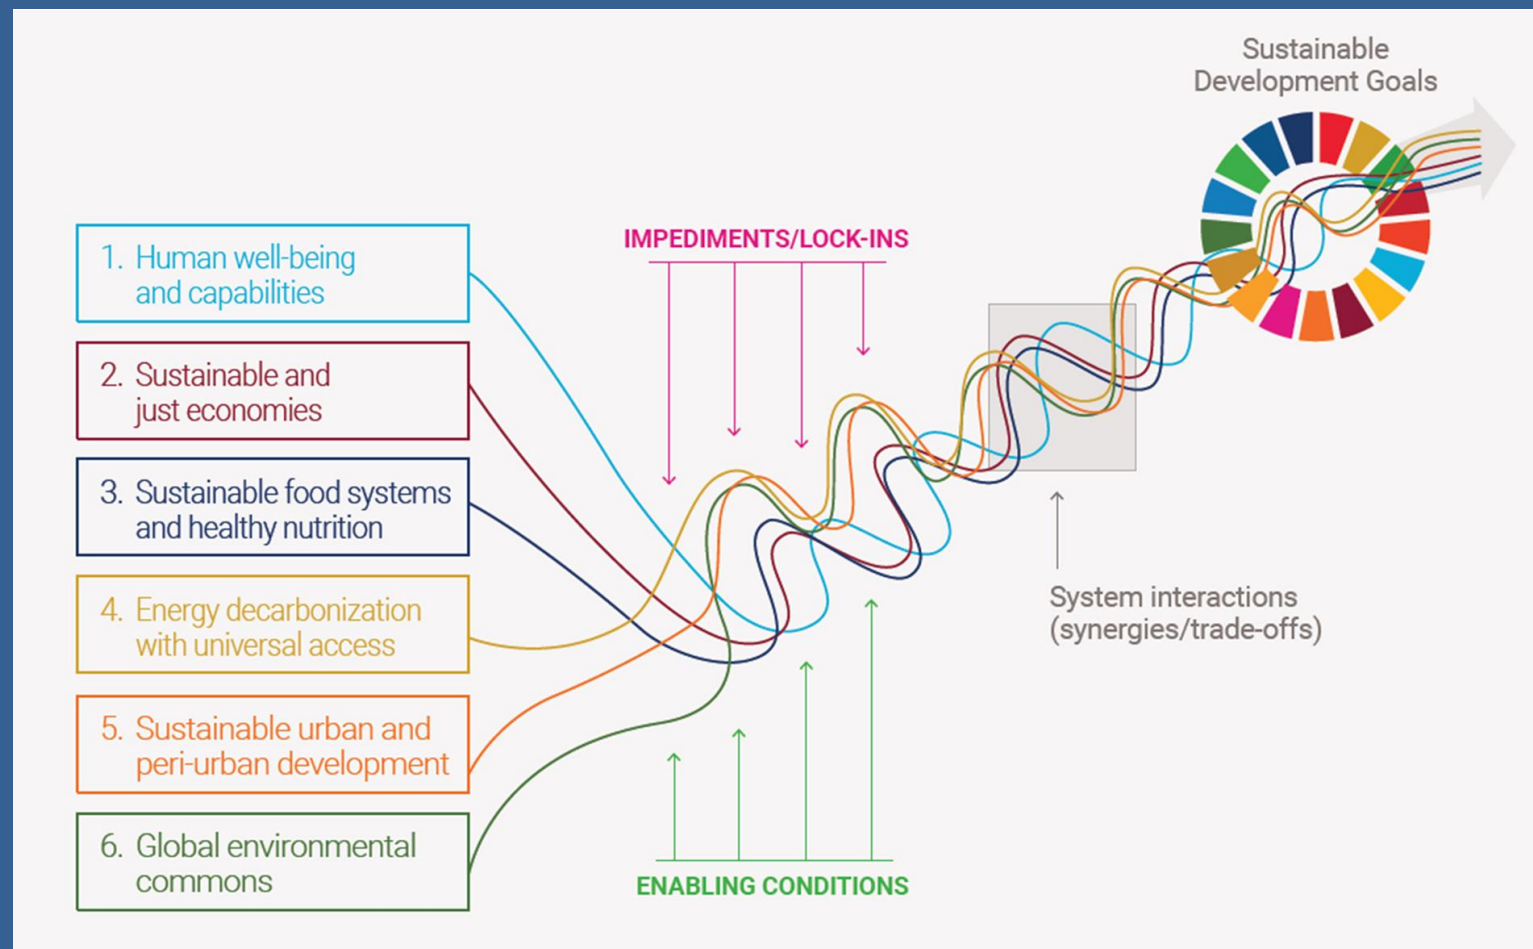 Sustainable
Development Goals
IMPEDIMENTS/LOCK-INS
1. Human well-being
and capabilities
2. Sustainable and
just economies
3. Sustainable food systems
and healthy nutrition
4. Energy decarbonization
with universal access
5. Sustainable urban and
peri-urban development
6. Global environmental
commons
System interactions
(synergies/trade-offs)
ENABLING CONDITIONS